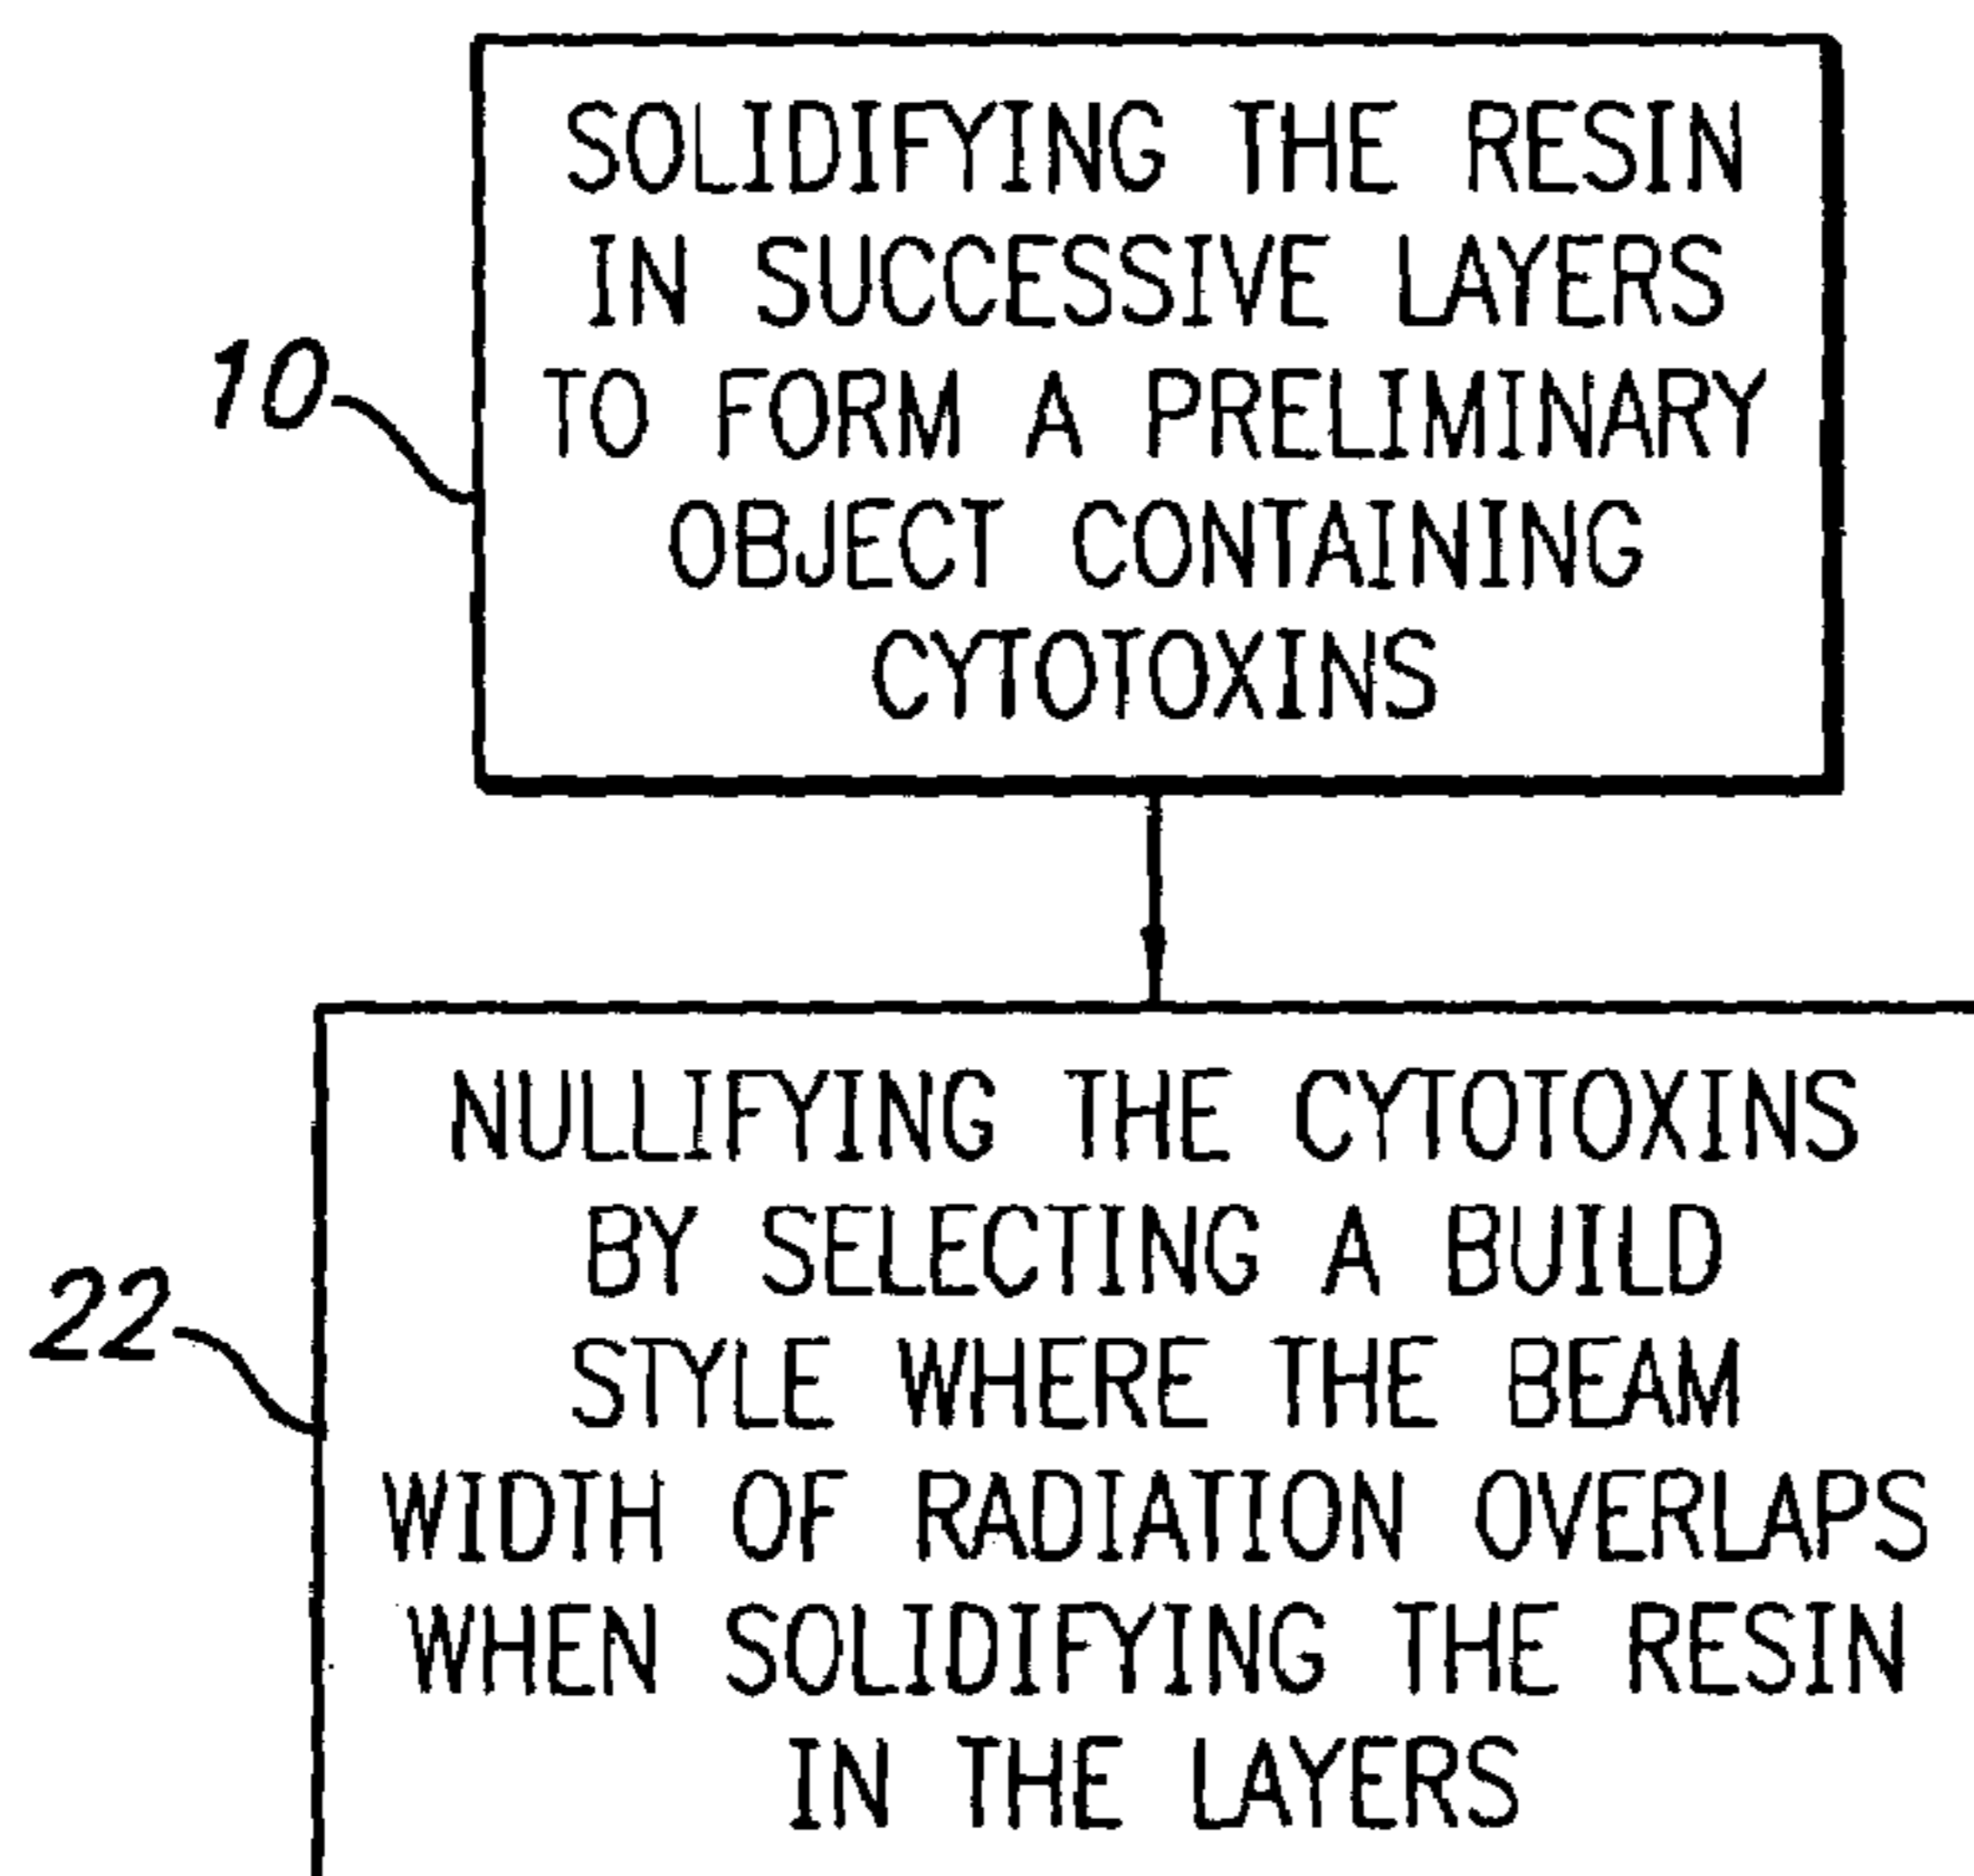 SOLIDIFYING THE RESIN
IN SUCCESSIVE LAYERS
TO FORM A PRELIMINARY
OBJECT CONTAINING
CYTOTOXINS
10
NULLIFYING THE CYTOTOXINS
BY SELECTING A BUILD
STYLE WHERE THE BEAM
WIDTH OF RADIATION OVERLAPS
WHEN SOLIDIFYING THE RESIN
IN THE LAYERS
22